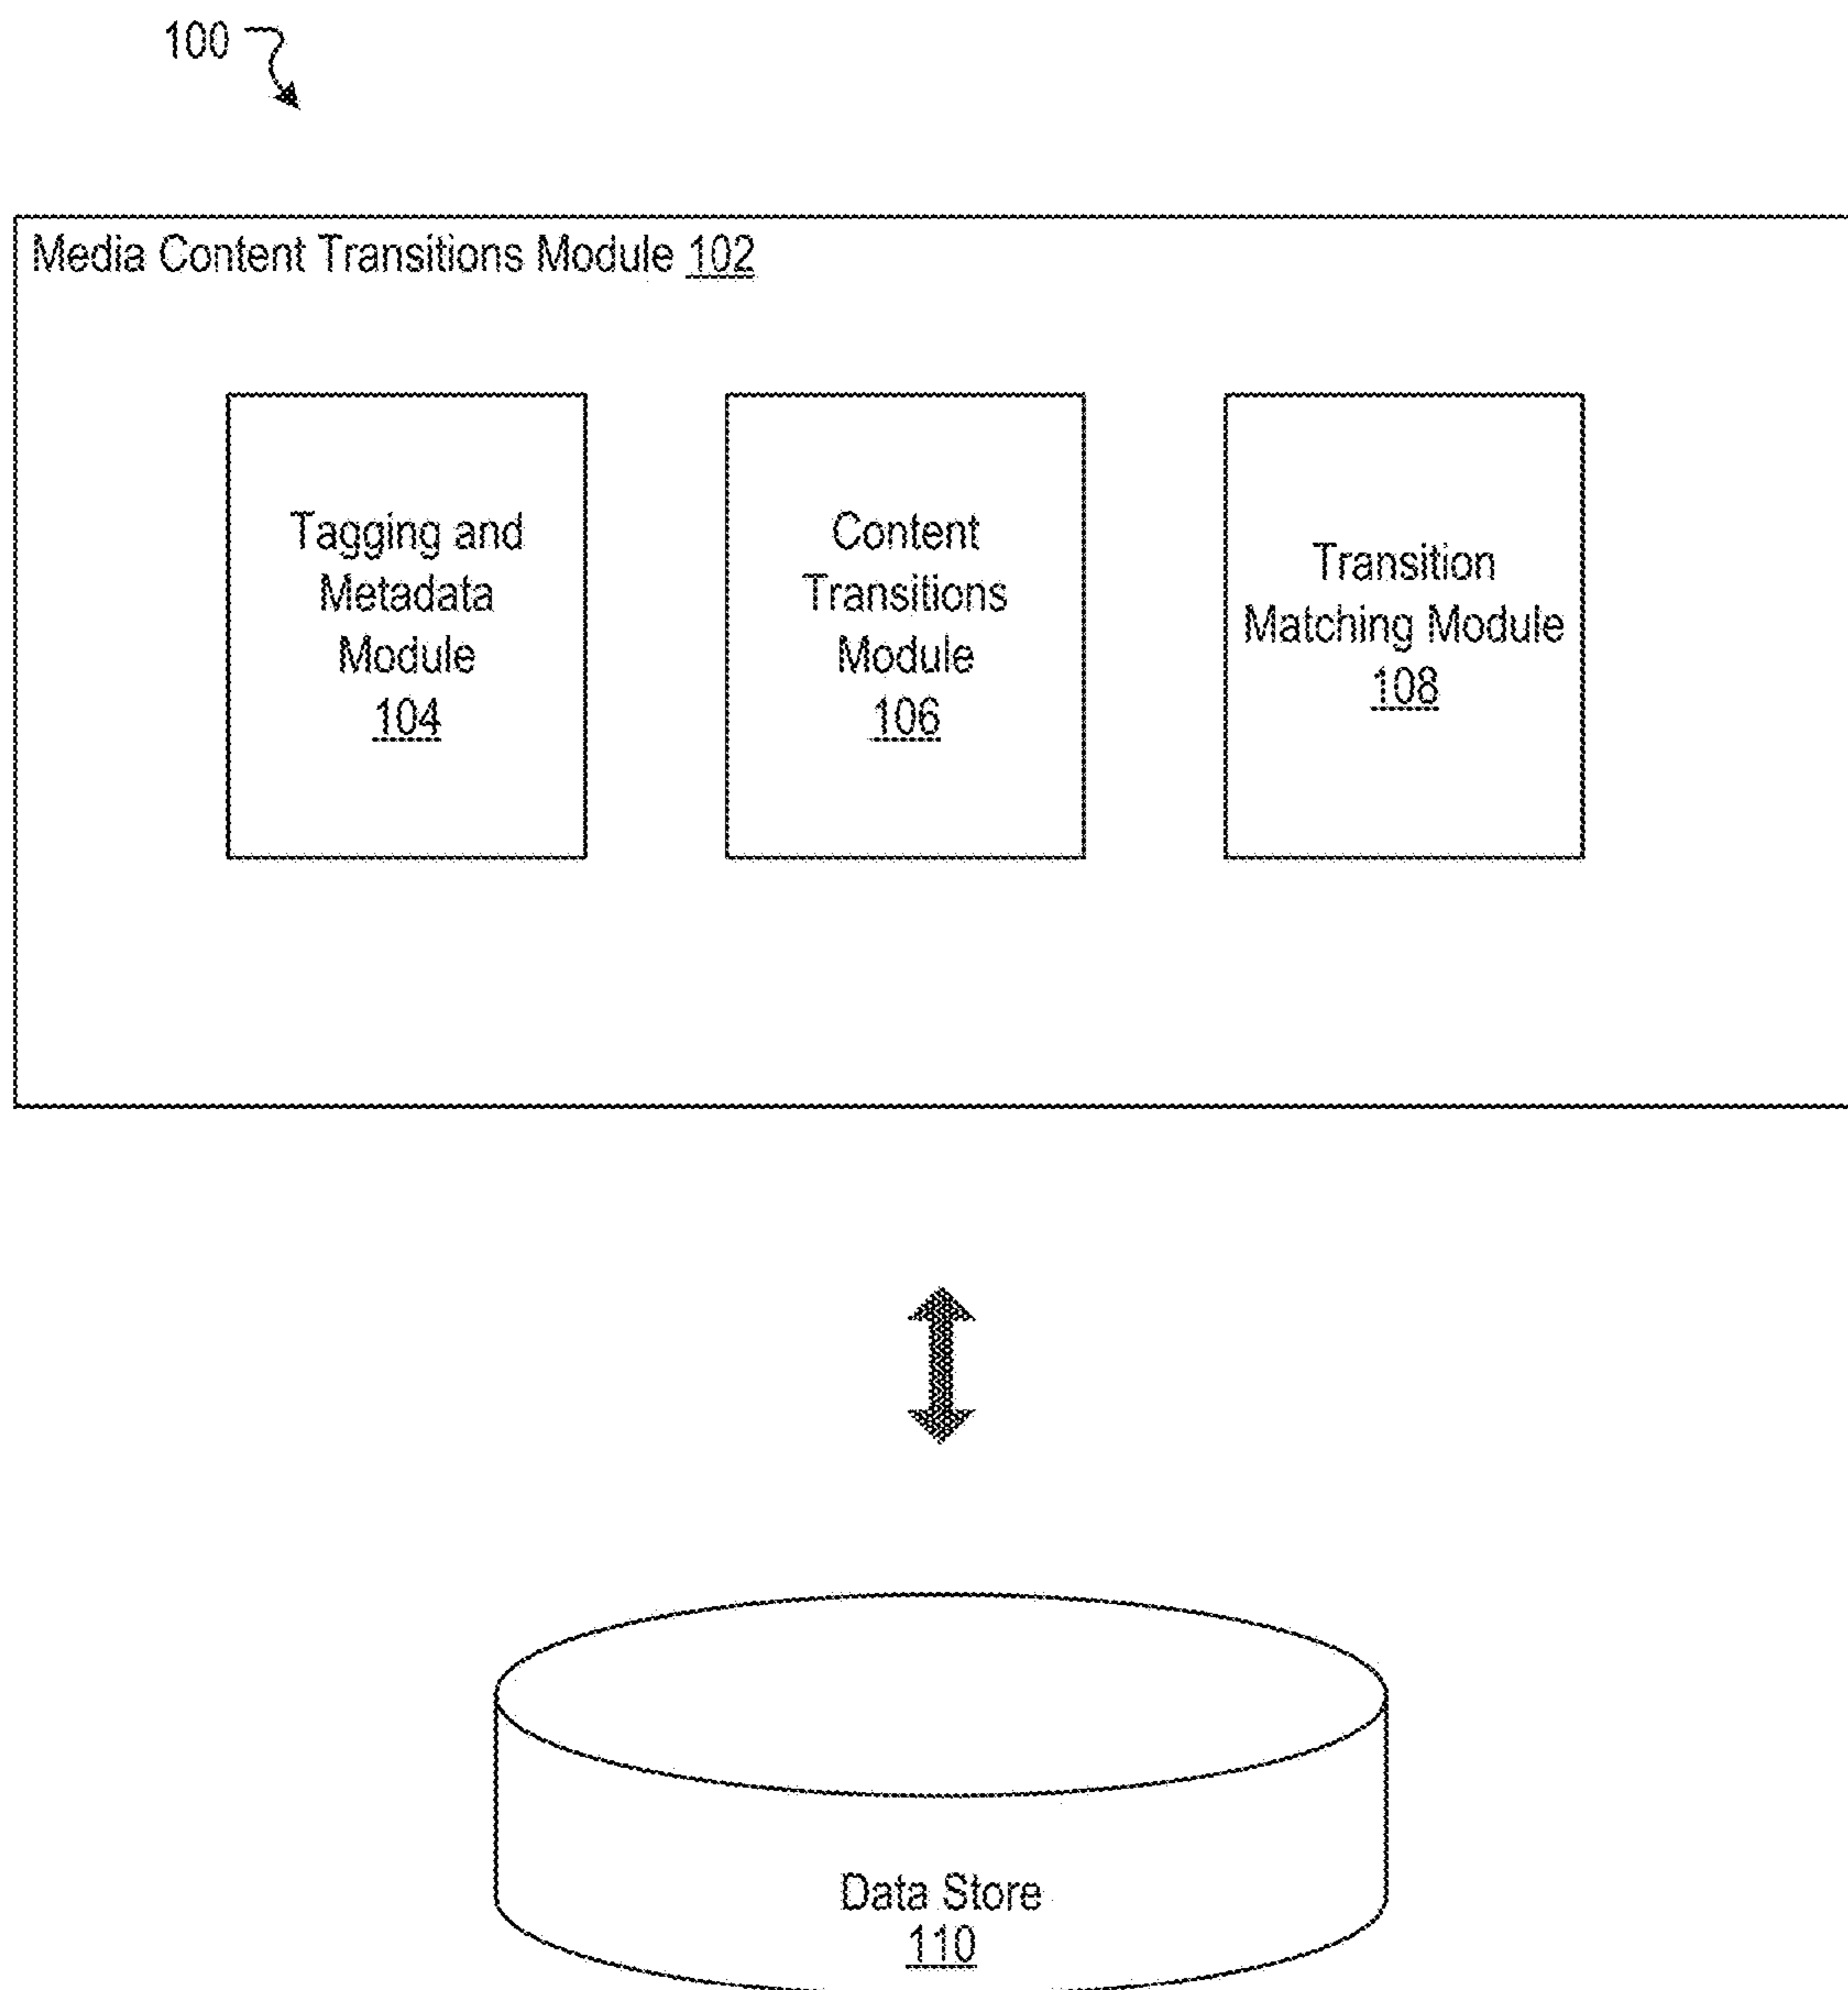 100
Media Content Transitions Module 102
Tagging and
Metadata
Module
104
Content
Transitions
Module
106
Transition
Matching Module
108
Data Store
110